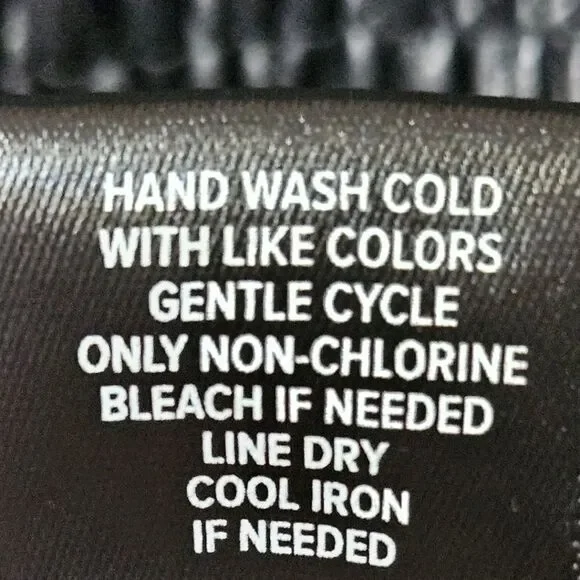 HAND WASH COLD
WITH LIKE COLORS
GENTLE CYCLE
ONLY NON-CHLORINE
BLEACH IF NEEDED
LINE DRY
COOL IRON
IF NEEDED